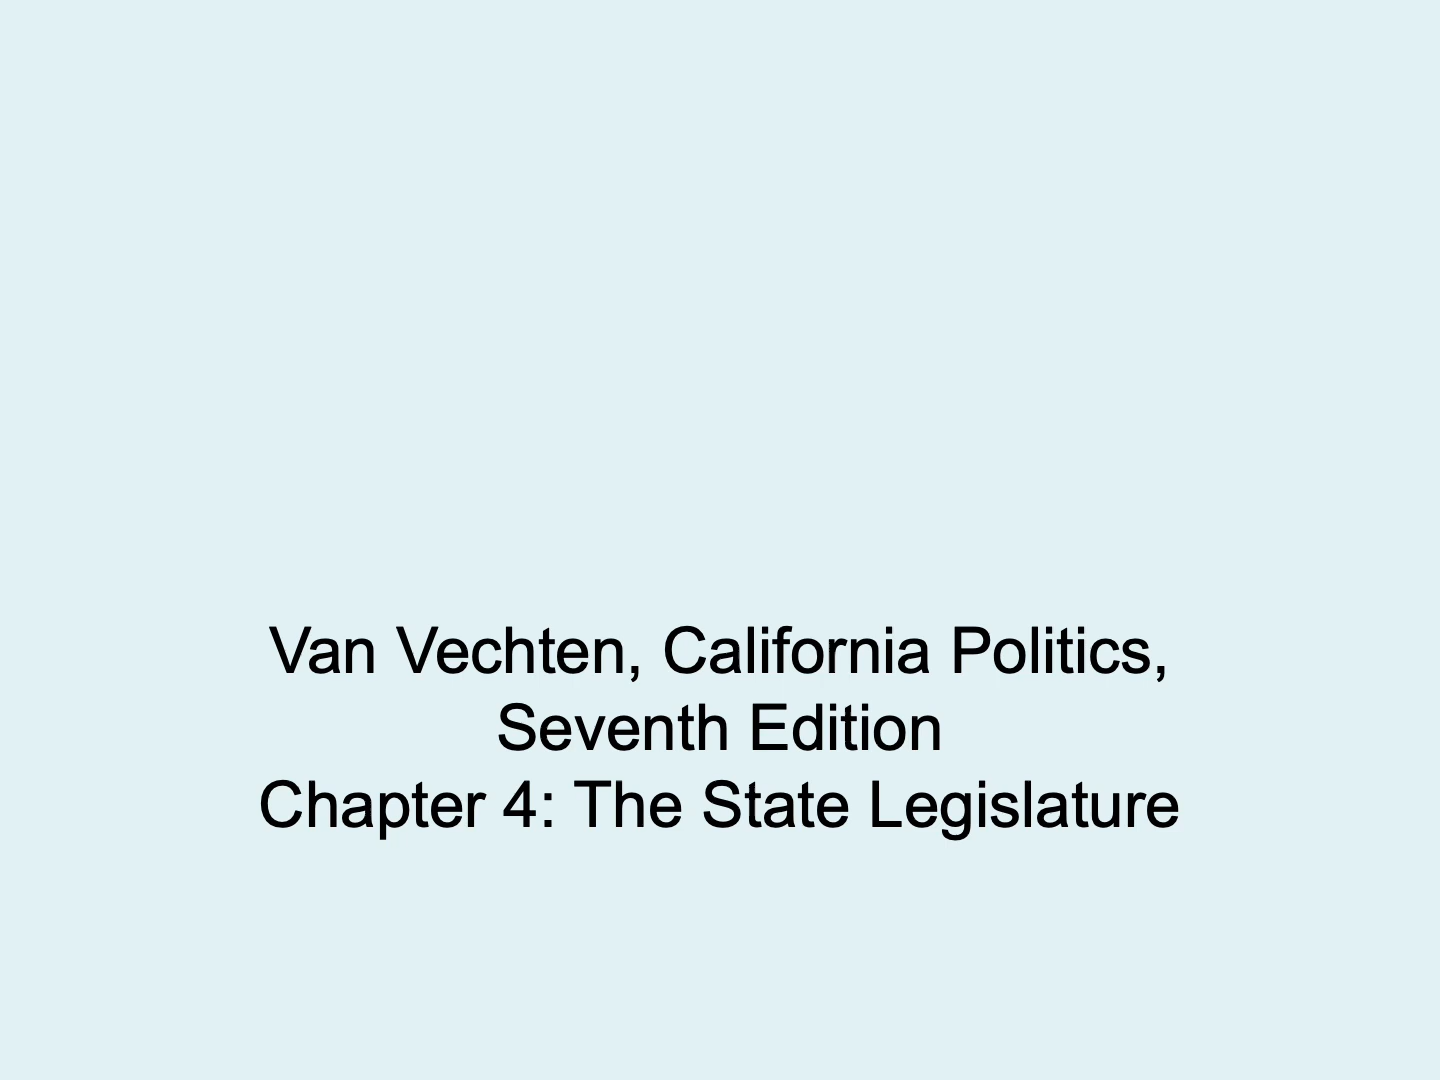 Van Vechten, California Politics,
Seventh Edition
Chapter 4: The State Legislature